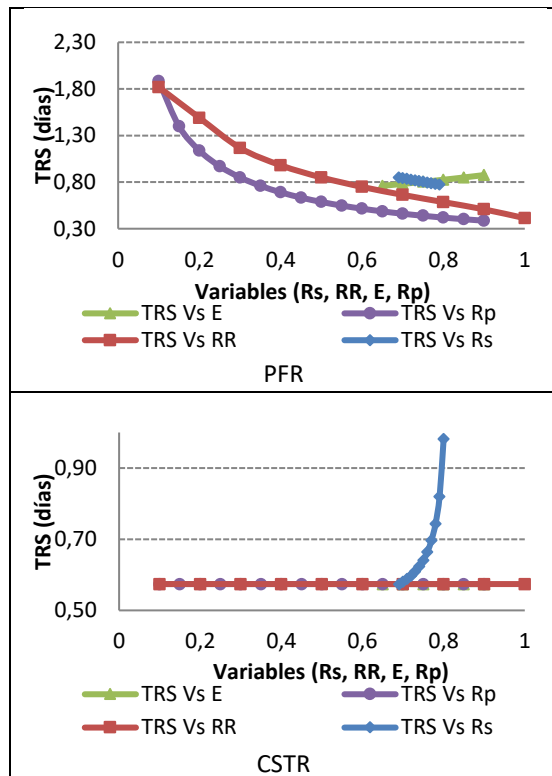 2,30
1,80
1,30
0,80
0,30
TRS (días)
0 0,2 0,4 0,6 0,8 1
Variables (Rs, RR, E, Rp)
TRS Vs E TRS Vs Rp
TRS Vs RR TRS Vs Rs
PFR
0,90
0,70
0,50
TRS (días)
0 0,2 0,4 0,6 0,8 1
Variables (Rs, RR, E, Rp)
TRS Vs E TRS Vs Rp
TRS Vs RR TRS Vs Rs
CSTR